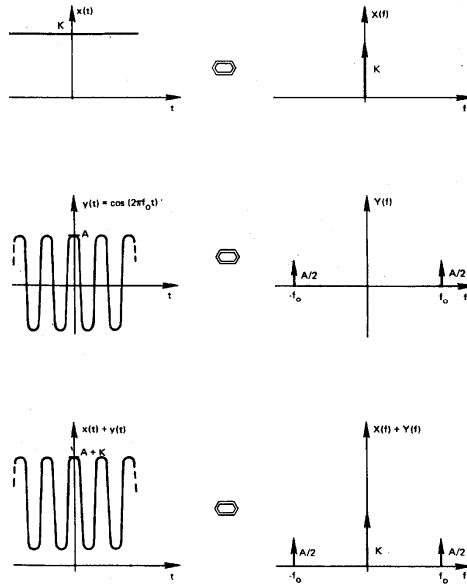 x(t)
K
t
X(f)
K
f
y(t) = cos (2πf₀t)
A
t
Y(f)
A/2
-f₀
A/2
f₀
f
x(t) + y(t)
A + K
t
X(f) + Y(f)
A/2
-f₀
K
A/2
f₀
f